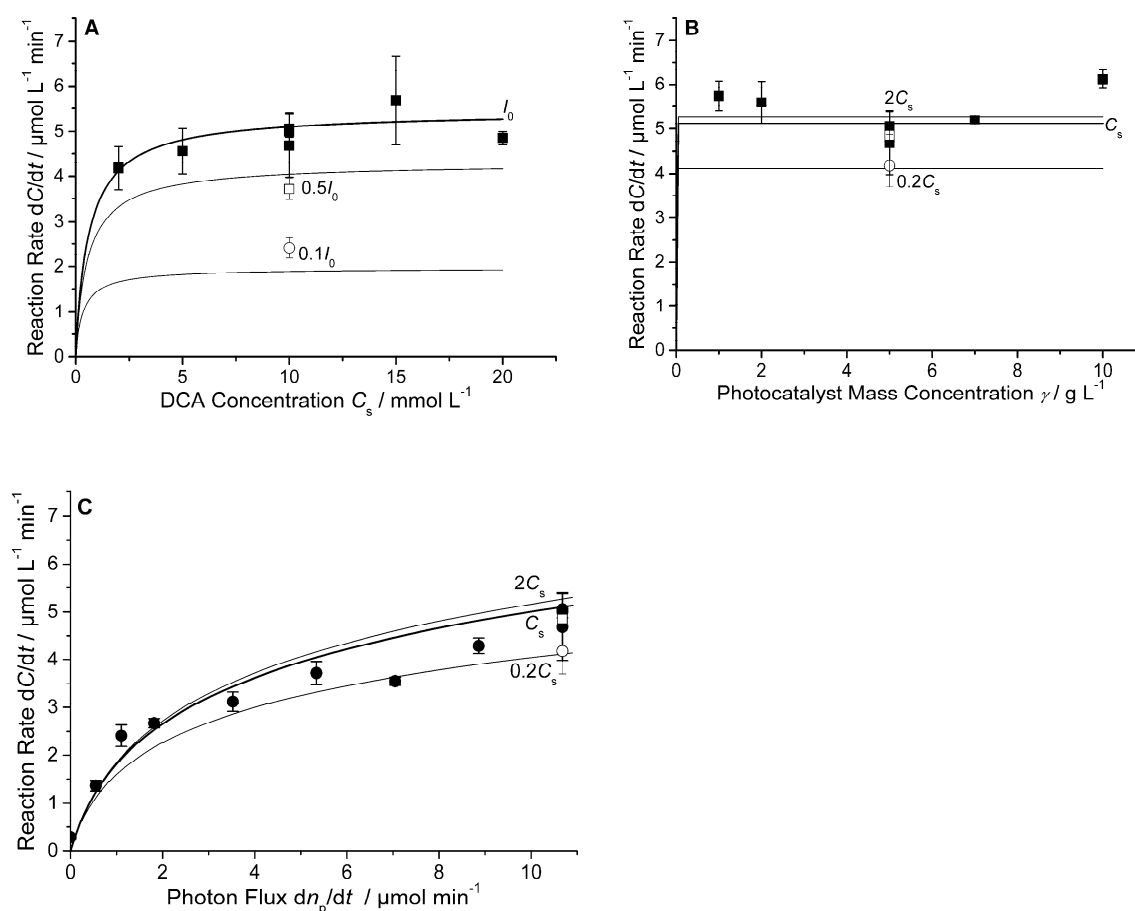 A
Reaction Rate dC/dt / μmol L⁻¹ min⁻¹
7
6
5
4
3
2
1
0
I₀
0.5I₀
0.1I₀
0 5 10 15 20
DCA Concentration Cₛ / mmol L⁻¹
B
Reaction Rate dC/dt / μmol L⁻¹ min⁻¹
7
6
5
4
3
2
1
0
2Cₛ
Cₛ
0.2Cₛ
0 2 4 6 8 10
Photocatalyst Mass Concentration γ / g L⁻¹
C
Reaction Rate dC/dt / μmol L⁻¹ min⁻¹
7
6
5
4
3
2
1
0
2Cₛ
Cₛ
0.2Cₛ
0 2 4 6 8 10
Photon Flux dnₚ/dt / μmol min⁻¹